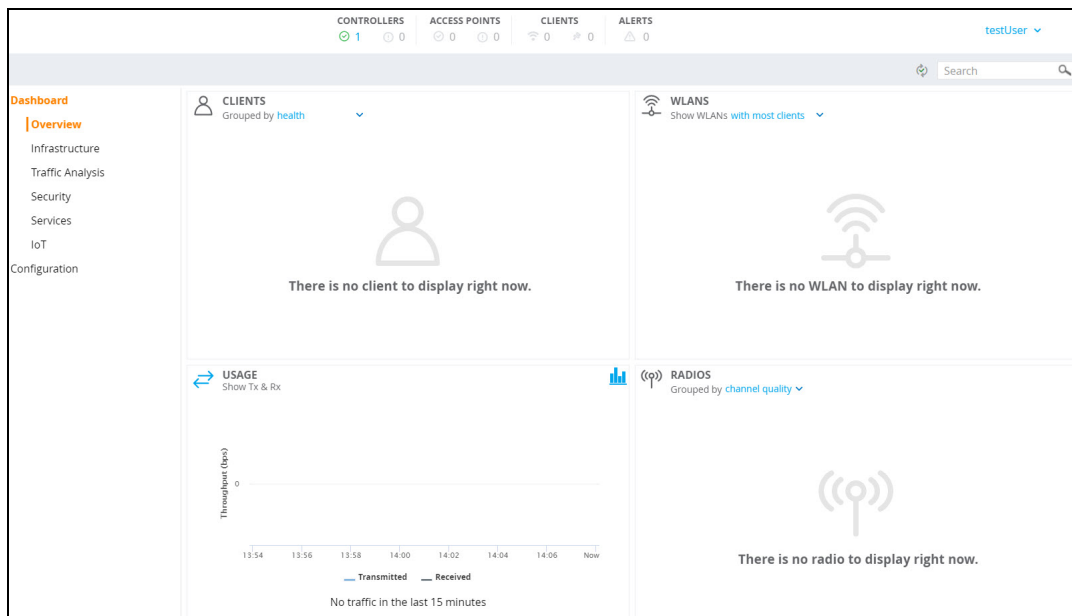 CONTROLLERS ACCESS POINTS CLIENTS ALERTS
1 0 0 0 0 0 0
testUser
Search
Dashboard
Overview
Infrastructure
Traffic Analysis
Security
Services
IoT
Configuration
CLIENTS
Grouped by health
There is no client to display right now.
WLANS
Show WLANs with most clients
There is no WLAN to display right now.
USAGE
Show Tx & Rx
Throughput (bps)
0
13:54 13:56 13:58 14:00 14:02 14:04 14:06 Now
Transmitted Received
No traffic in the last 15 minutes
RADIOS
Grouped by channel quality
There is no radio to display right now.